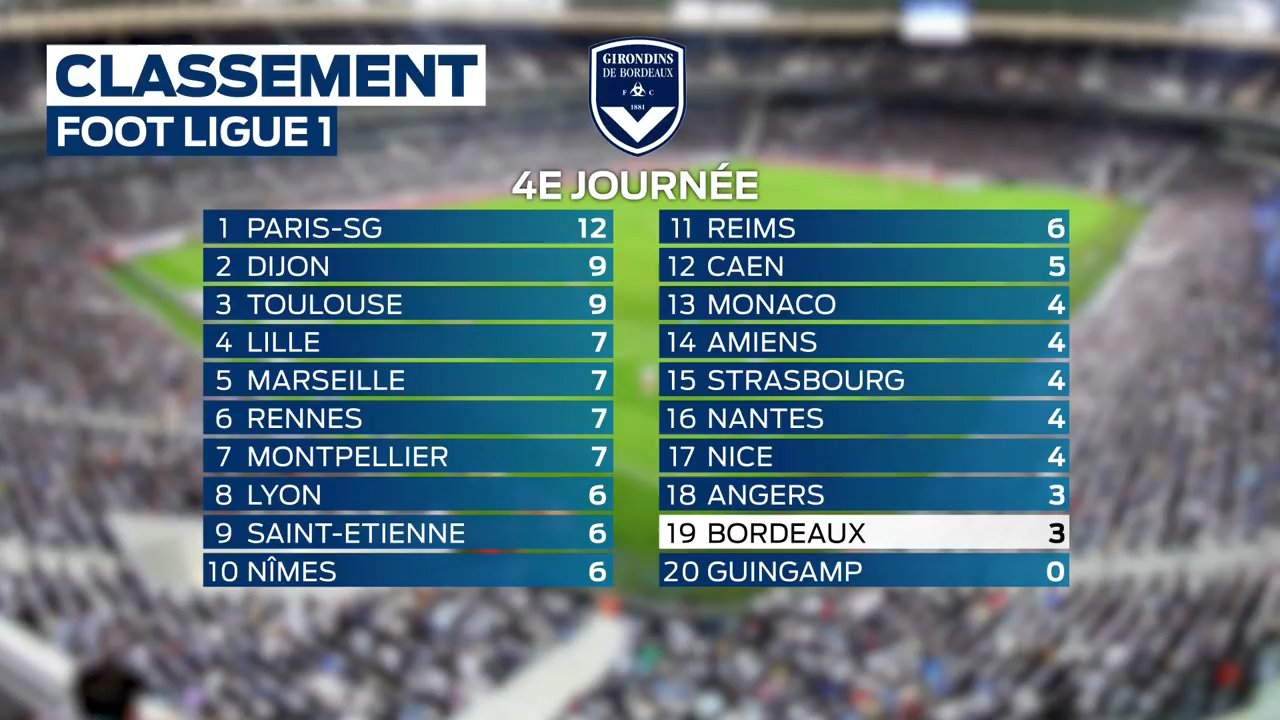 CLASSEMENT
FOOT LIGUE 1
GIRONDINS
DE BORDEAUX
F C
1881
4E JOURNÉE
1 PARIS-SG 12
2 DIJON 9
3 TOULOUSE 9
4 LILLE 7
5 MARSEILLE 7
6 RENNES 7
7 MONTPELLIER 7
8 LYON 6
9 SAINT-ETIENNE 6
10 NÎMES 6
11 REIMS 6
12 CAEN 5
13 MONACO 4
14 AMIENS 4
15 STRASBOURG 4
16 NANTES 4
17 NICE 4
18 ANGERS 3
19 BORDEAUX 3
20 GUINGAMP 0